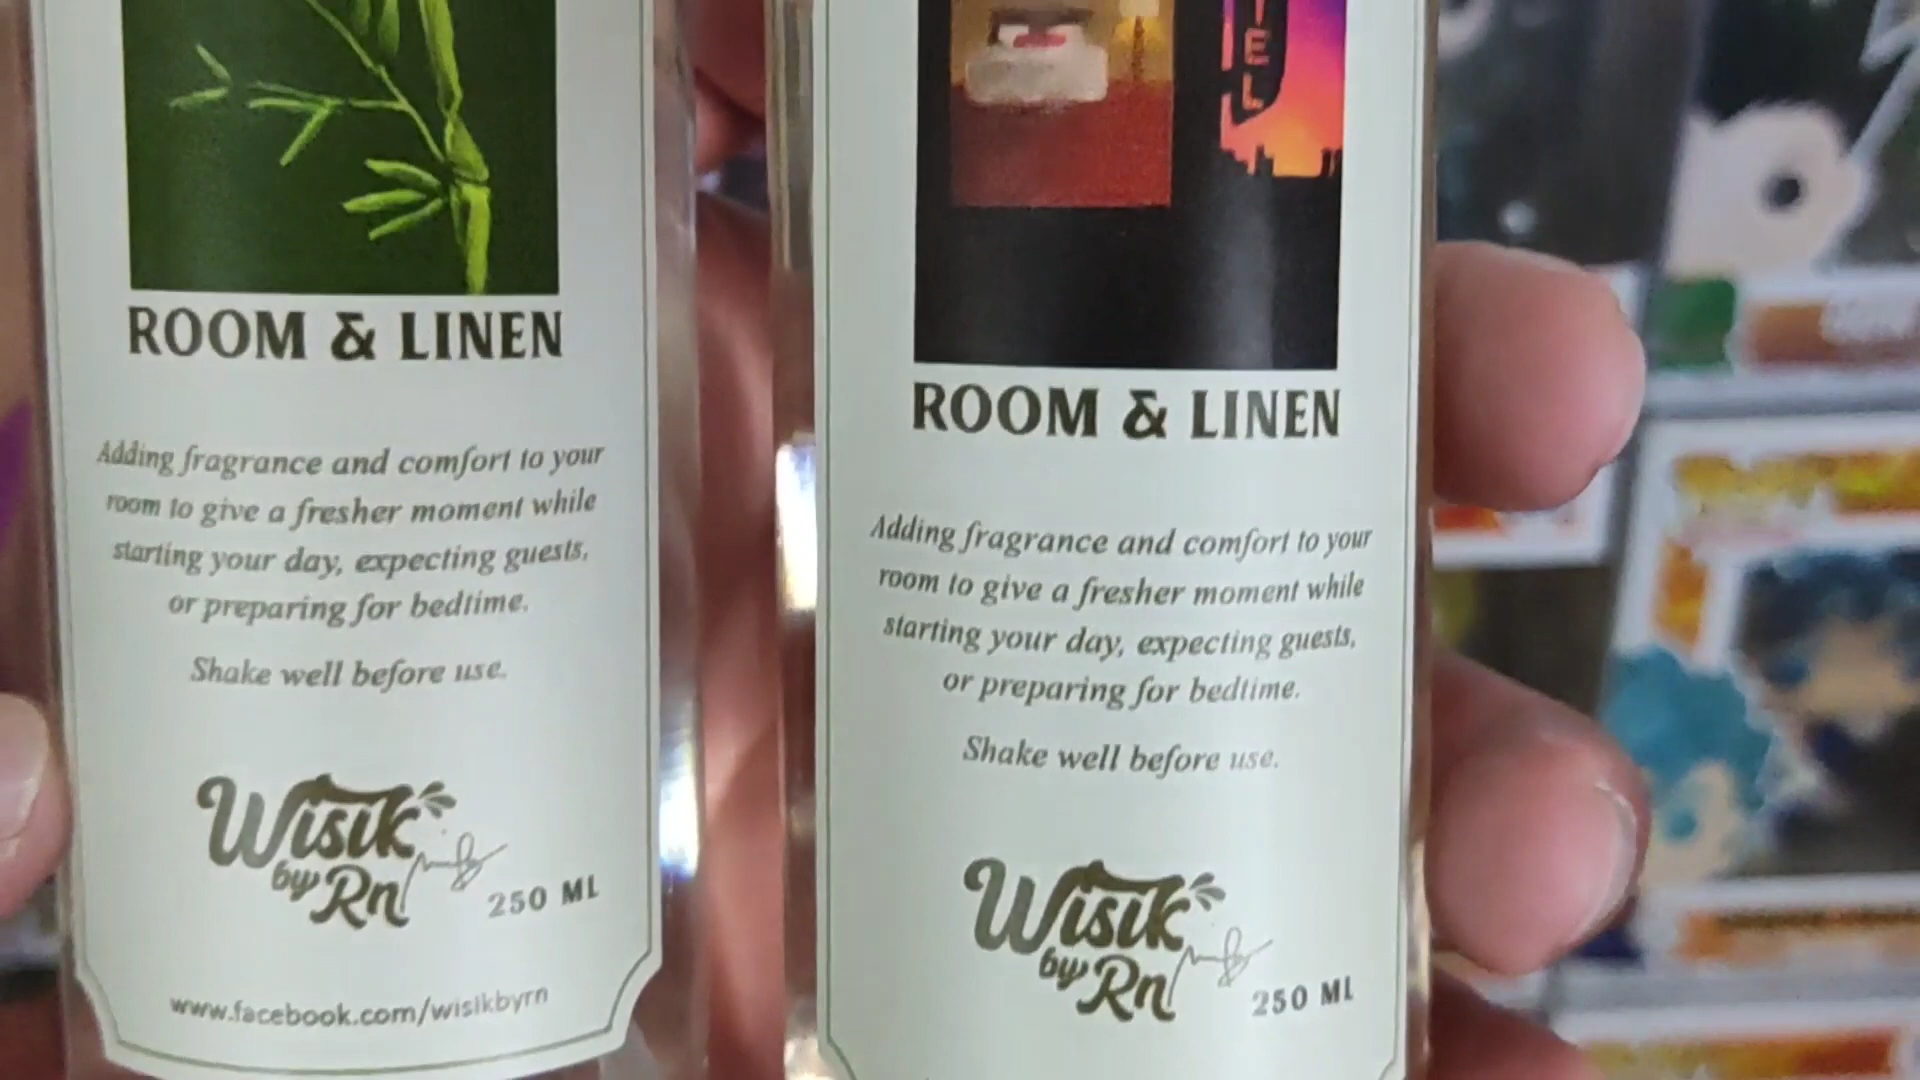 ROOM & LINEN
Adding fragrance and comfort to your
room to give a fresher moment while
starting your day, expecting guests,
or preparing for bedtime.
Shake well before use.
Wisik
by Rn
250 ML
www.facebook.com/wisikbyrn
EL
ROOM & LINEN
Adding fragrance and comfort to your
room to give a fresher moment while
starting your day, expecting guests,
or preparing for bedtime.
Shake well before use.
Wisik
by Rn
250 ML